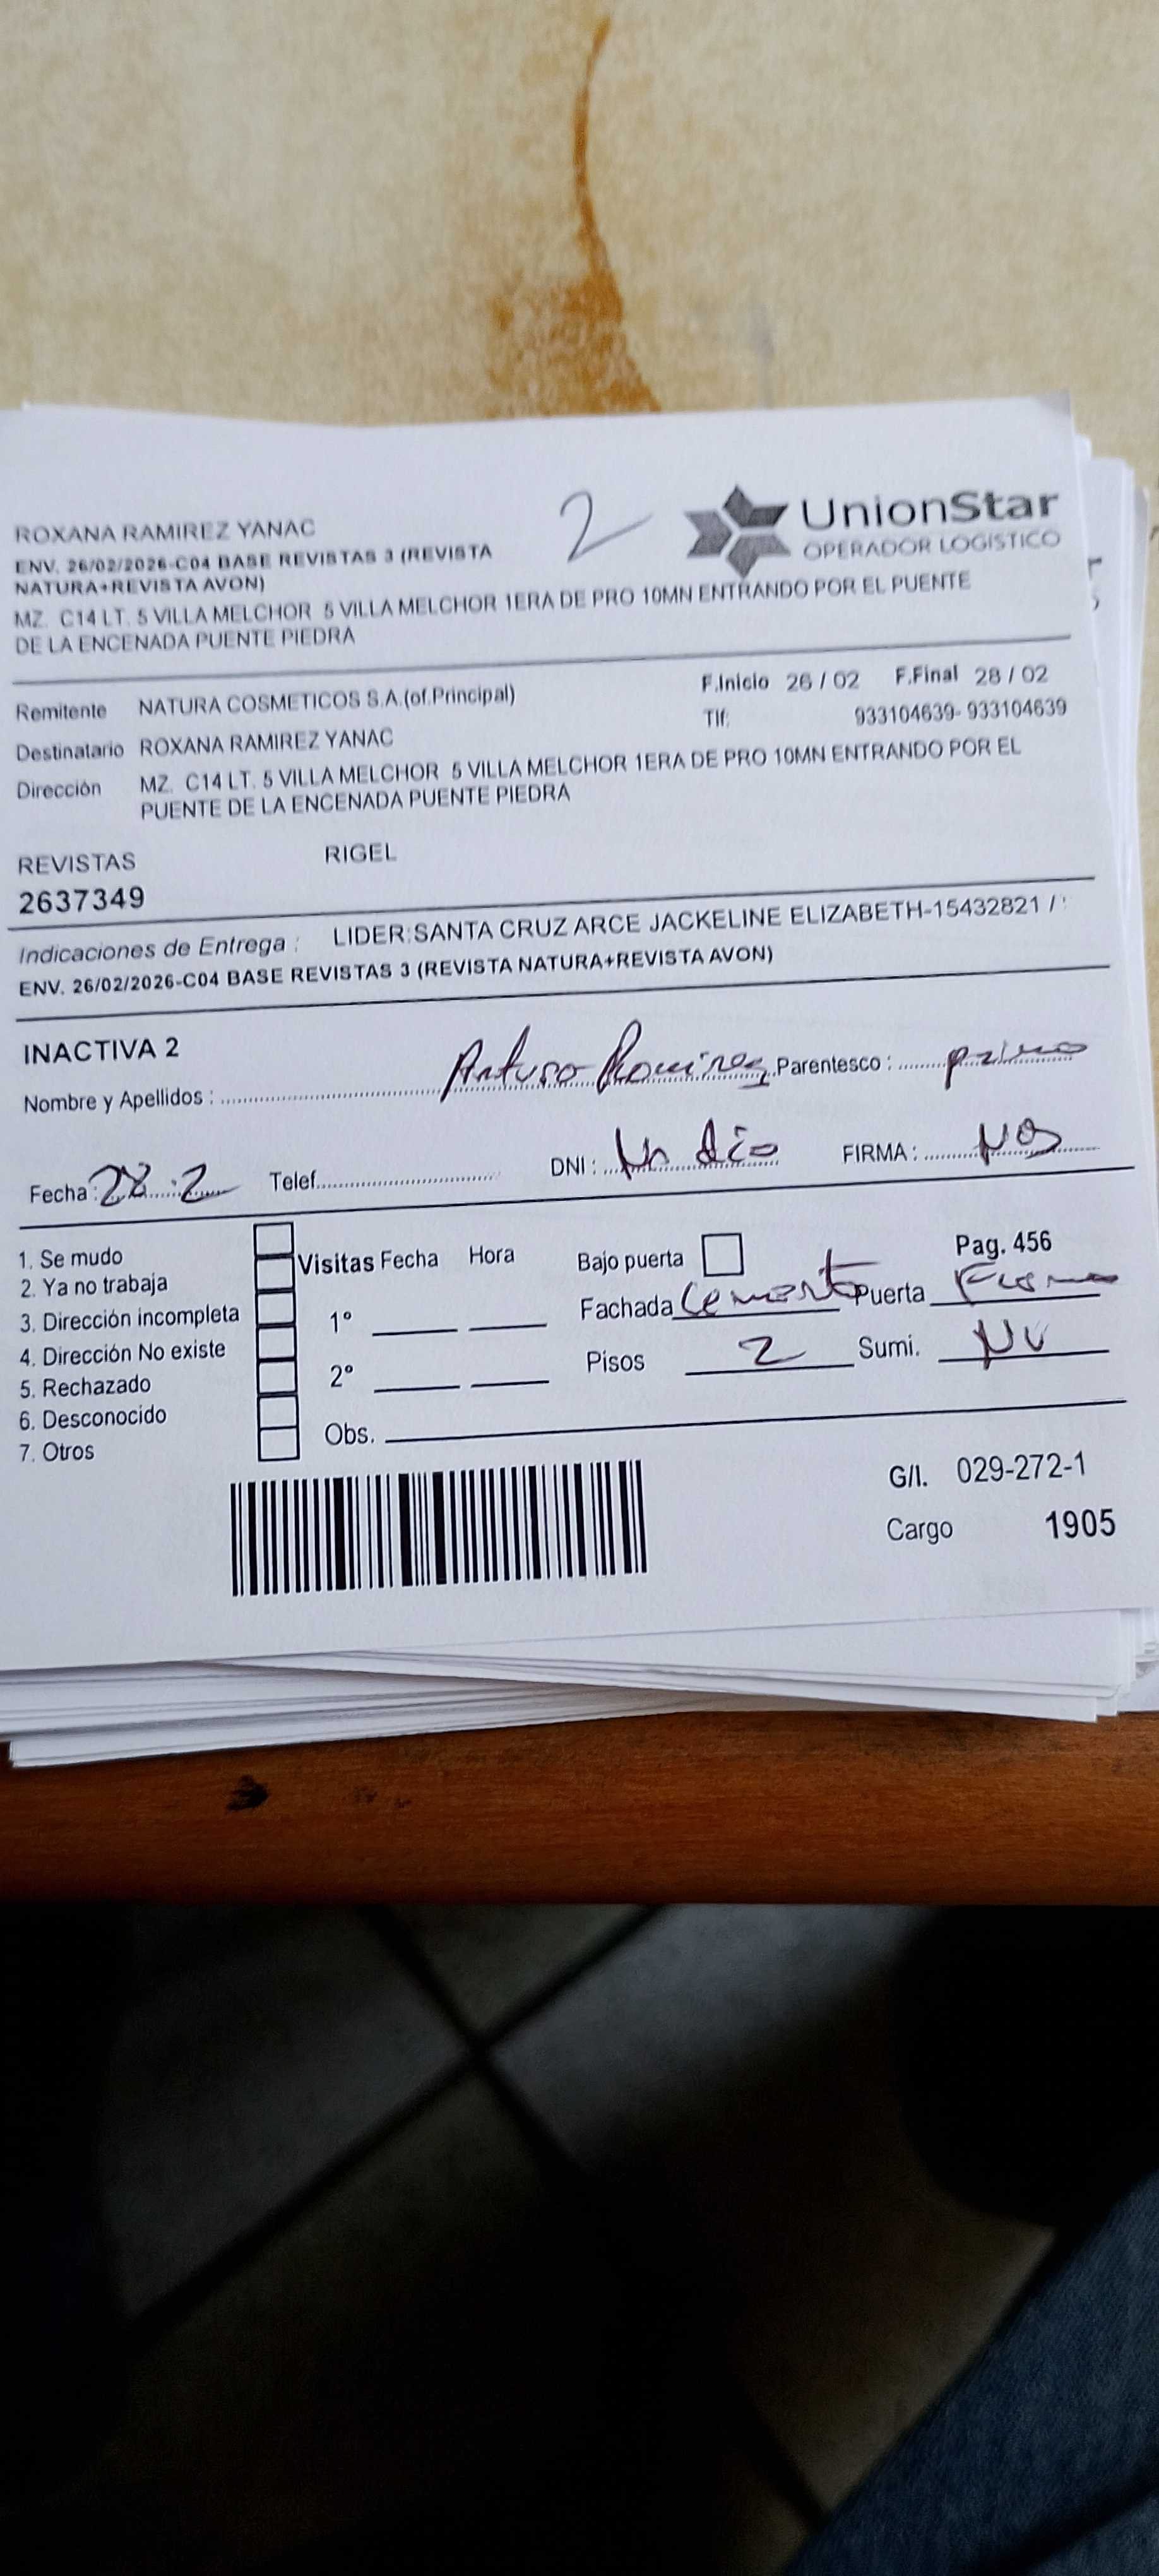 2
UnionStar
OPERADOR LOGISTICO
ROXANA RAMIREZ YANAC
ENV. 26/02/2026-C04 BASE REVISTAS 3 (REVISTA
NATURA+REVISTA AVON)
MZ. C14 LT. 5 VILLA MELCHOR 5 VILLA MELCHOR 1ERA DE PRO 10MN ENTRANDO POR EL PUENTE
DE LA ENCENADA PUENTE PIEDRA
Remitente NATURA COSMETICOS S.A.(of.Principal) F.Inicio 26 / 02 F.Final 28 / 02
Tlf: 933104639- 933104639
Destinatario ROXANA RAMIREZ YANAC
Dirección MZ. C14 LT. 5 VILLA MELCHOR 5 VILLA MELCHOR 1ERA DE PRO 10MN ENTRANDO POR EL
PUENTE DE LA ENCENADA PUENTE PIEDRA
REVISTAS RIGEL
2637349
Indicaciones de Entrega : LIDER:SANTA CRUZ ARCE JACKELINE ELIZABETH-15432821 /
ENV. 26/02/2026-C04 BASE REVISTAS 3 (REVISTA NATURA+REVISTA AVON)
INACTIVA 2
Nombre y Apellidos : Arturo Ramirez Parentesco : primo
Fecha : 28 2 Telef. DNI : No dio FIRMA :
1. Se mudo
2. Ya no trabaja
3. Dirección incompleta
4. Dirección No existe
5. Rechazado
6. Desconocido
7. Otros
Visitas Fecha Hora
1°
2°
Obs.
Bajo puerta Pag. 456
Fachada Cemento Puerta
Pisos 2 Sumi.
G/I. 029-272-1
Cargo 1905